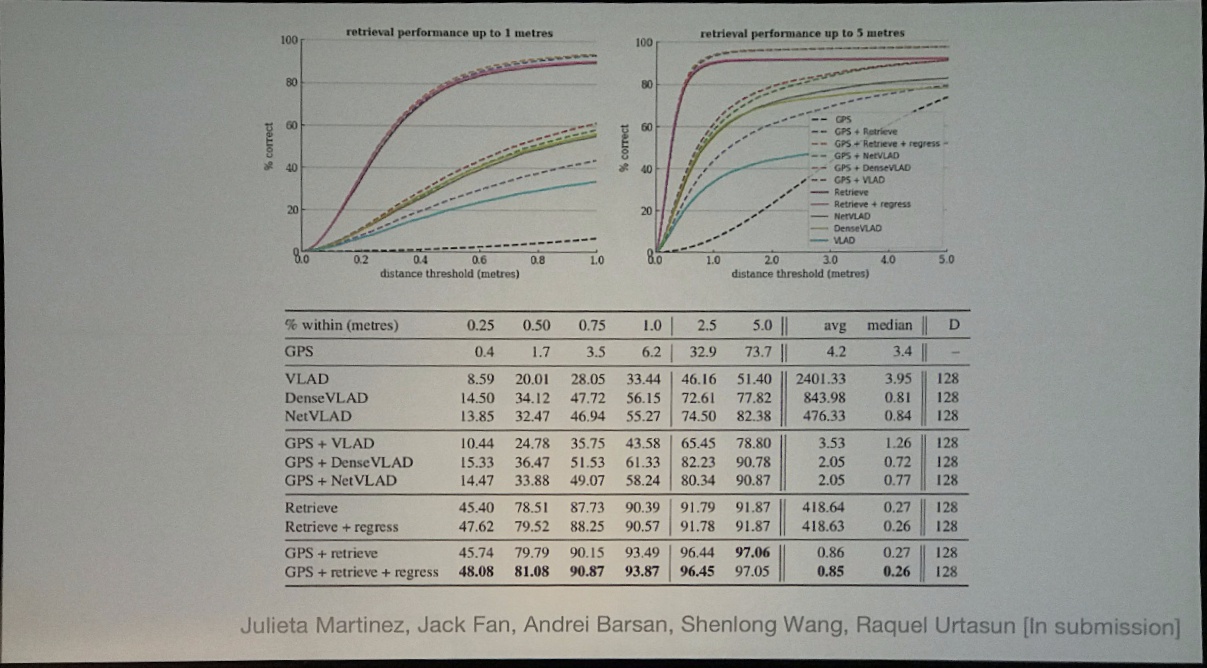 retrieval performance up to 1 metres
100
80
60
40
20
0
% correct
0.0 0.2 0.4 0.6 0.8 1.0
distance threshold (metres)
retrieval performance up to 5 metres
100
80
60
40
20
0
% correct
0.0 1.0 2.0 3.0 4.0 5.0
distance threshold (metres)
GPS
GPS + Retrieve
GPS + Retrieve + regress
GPS + NetVLAD
GPS + DenseVLAD
GPS + VLAD
Retrieve
Retrieve + regress
NetVLAD
DenseVLAD
VLAD
% within (metres) 0.25 0.50 0.75 1.0 2.5 5.0 avg median D
GPS 0.4 1.7 3.5 6.2 32.9 73.7 4.2 3.4 –
VLAD 8.59 20.01 28.05 33.44 46.16 51.40 2401.33 3.95 128
DenseVLAD 14.50 34.12 47.72 56.15 72.61 77.82 843.98 0.81 128
NetVLAD 13.85 32.47 46.94 55.27 74.50 82.38 476.33 0.84 128
GPS + VLAD 10.44 24.78 35.75 43.58 65.45 78.80 3.53 1.26 128
GPS + DenseVLAD 15.33 36.47 51.53 61.33 82.23 90.78 2.05 0.72 128
GPS + NetVLAD 14.47 33.88 49.07 58.24 80.34 90.87 2.05 0.77 128
Retrieve 45.40 78.51 87.73 90.39 91.79 91.87 418.64 0.27 128
Retrieve + regress 47.62 79.52 88.25 90.57 91.78 91.87 418.63 0.26 128
GPS + retrieve 45.74 79.79 90.15 93.49 96.44 97.06 0.86 0.27 128
GPS + retrieve + regress 48.08 81.08 90.87 93.87 96.45 97.05 0.85 0.26 128
Julieta Martinez, Jack Fan, Andrei Barsan, Shenlong Wang, Raquel Urtasun [In submission]